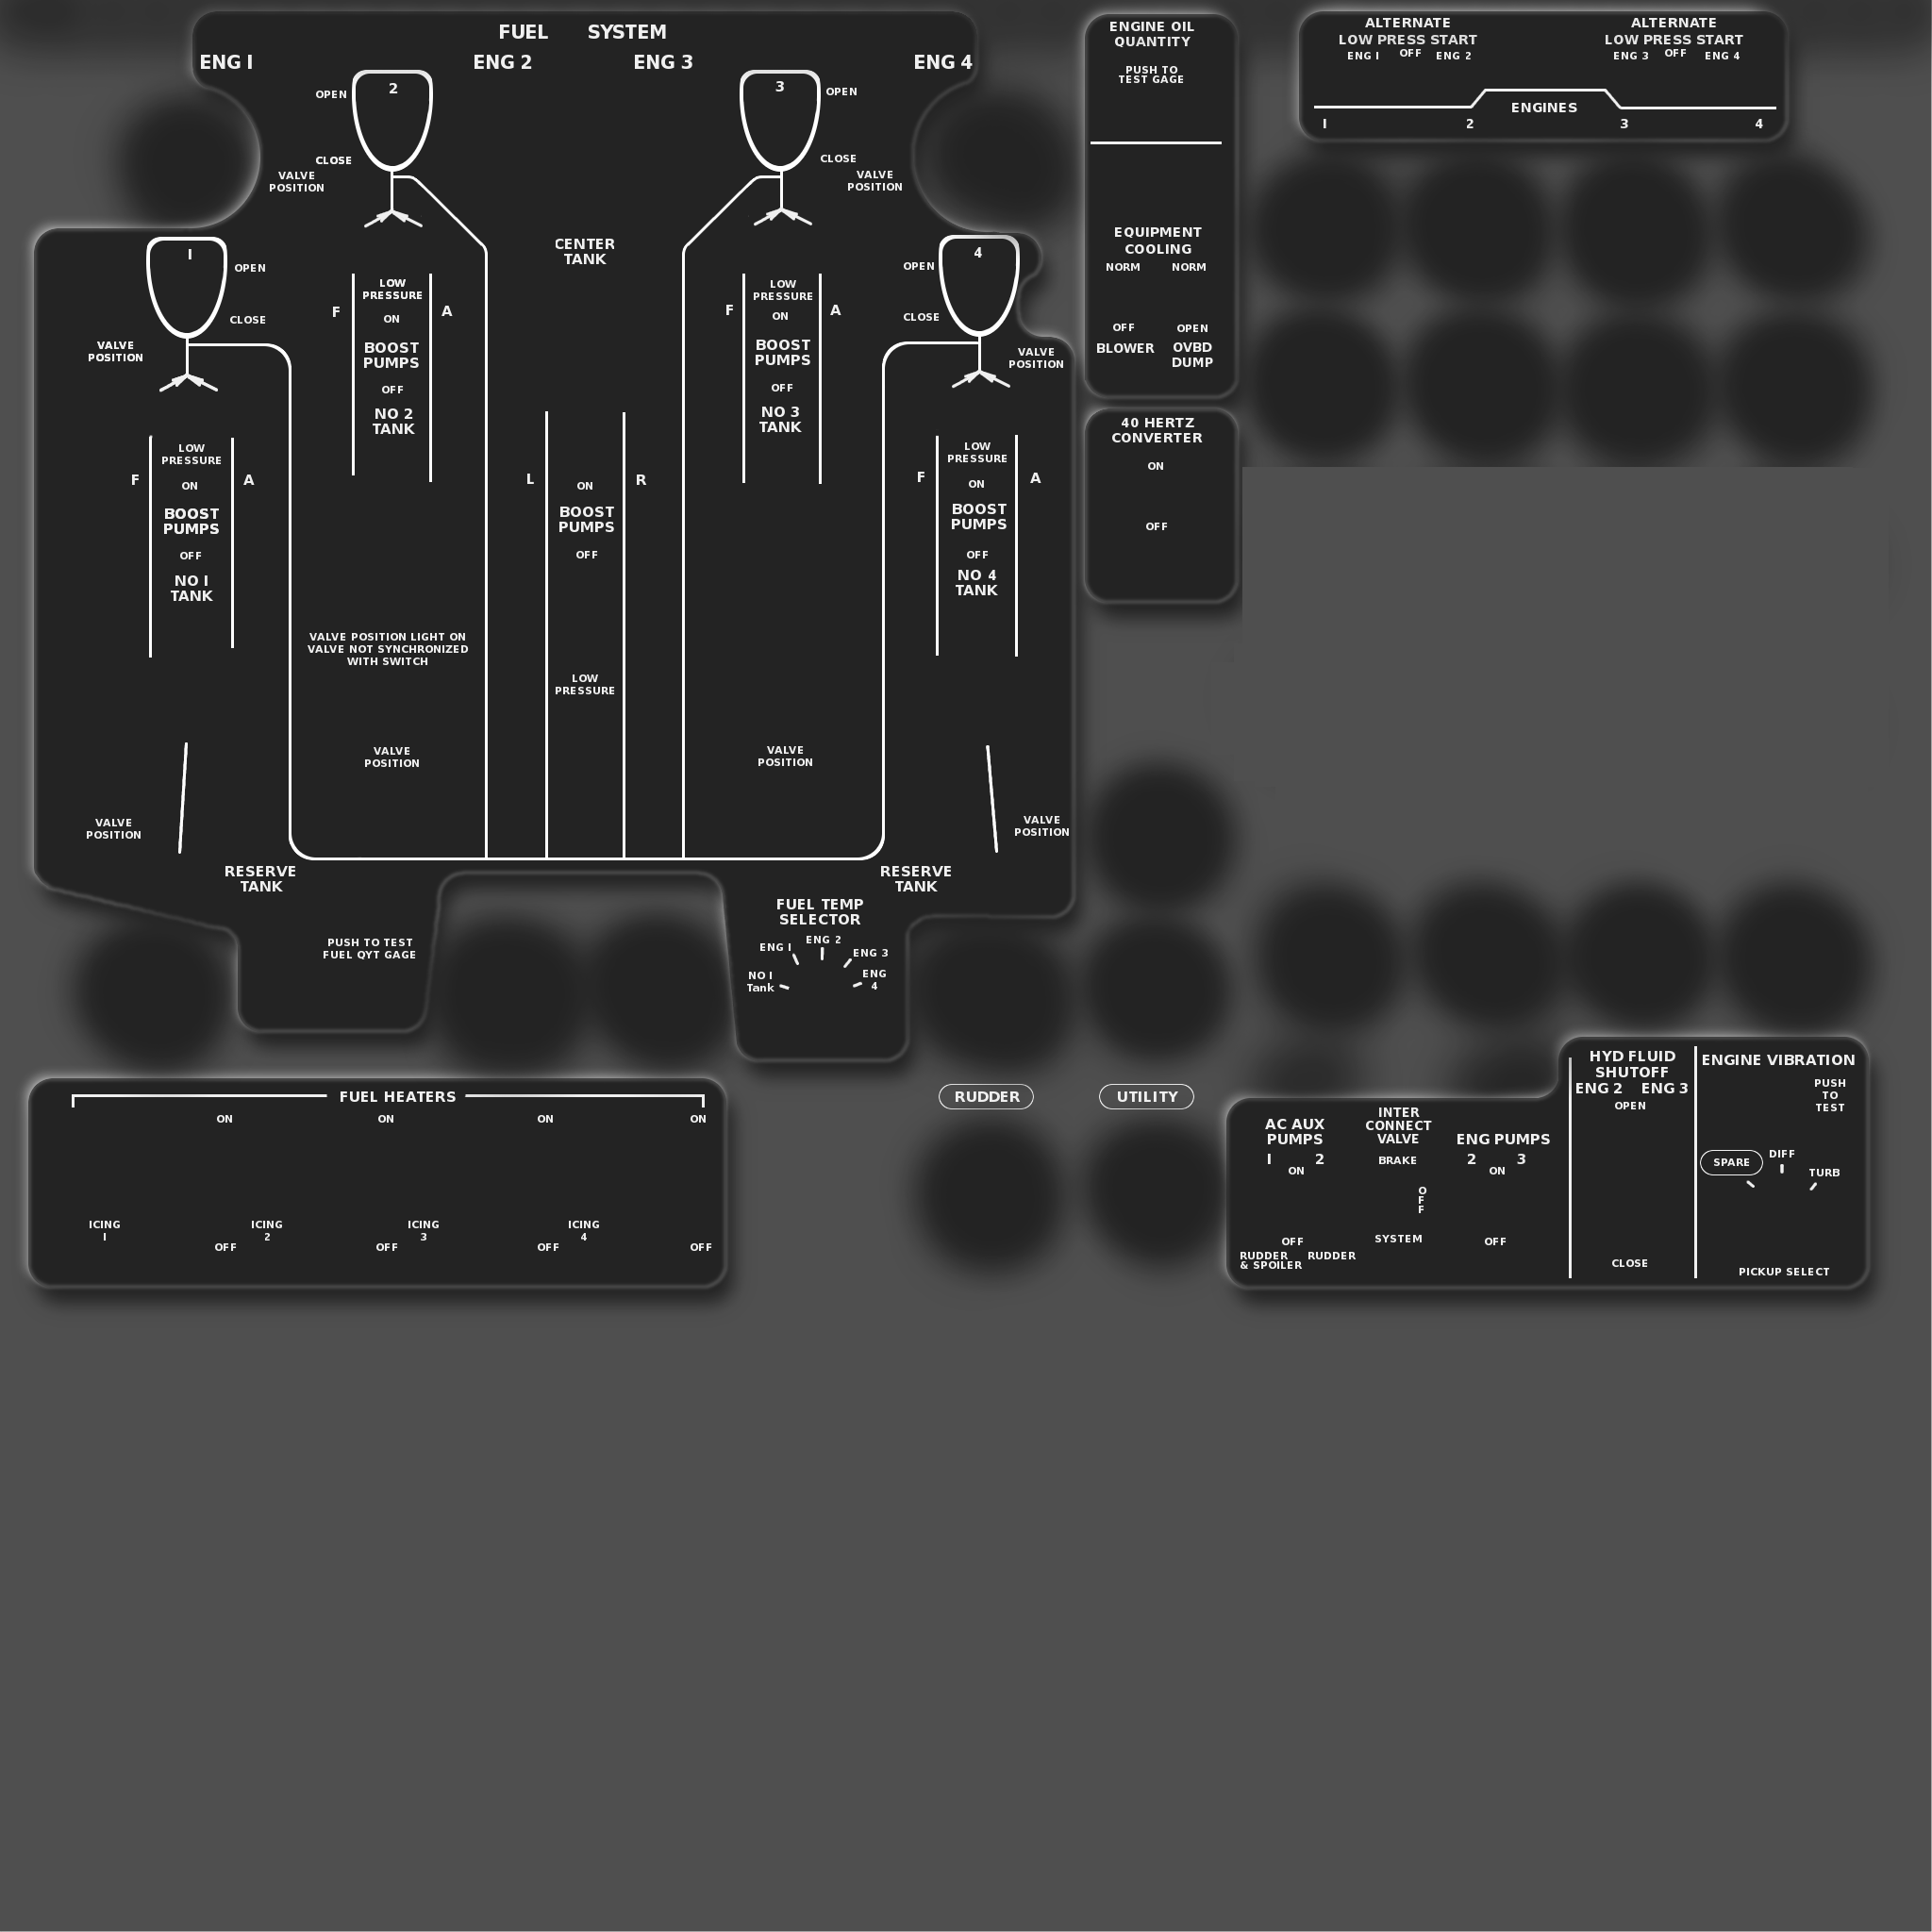 FUEL SYSTEM
ENG I
ENG 2
ENG 3
ENG 4
2
OPEN
CLOSE
VALVE
POSITION
3
OPEN
CLOSE
VALVE
POSITION
I
OPEN
CLOSE
VALVE
POSITION
CENTER
TANK
4
OPEN
CLOSE
VALVE
POSITION
F
LOW
PRESSURE
ON
A
BOOST
PUMPS
OFF
NO 2
TANK
F
LOW
PRESSURE
ON
A
BOOST
PUMPS
OFF
NO 3
TANK
F
LOW
PRESSURE
ON
A
BOOST
PUMPS
OFF
NO I
TANK
L
ON
R
BOOST
PUMPS
OFF
LOW
PRESSURE
F
LOW
PRESSURE
ON
A
BOOST
PUMPS
OFF
NO 4
TANK
VALVE POSITION LIGHT ON
VALVE NOT SYNCHRONIZED
WITH SWITCH
VALVE
POSITION
VALVE
POSITION
VALVE
POSITION
VALVE
POSITION
RESERVE
TANK
RESERVE
TANK
PUSH TO TEST
FUEL QYT GAGE
FUEL TEMP
SELECTOR
NO I
Tank
ENG I
ENG 2
ENG 3
ENG
4
FUEL HEATERS
ON
ON
ON
ON
ICING
I
OFF
ICING
2
OFF
ICING
3
OFF
ICING
4
OFF
ENGINE OIL
QUANTITY
PUSH TO
TEST GAGE
EQUIPMENT
COOLING
NORM
NORM
OFF
BLOWER
OPEN
OVBD
DUMP
40 HERTZ
CONVERTER
ON
OFF
ALTERNATE
LOW PRESS START
ENG I
OFF
ENG 2
ALTERNATE
LOW PRESS START
ENG 3
OFF
ENG 4
ENGINES
I
2
3
4
RUDDER
UTILITY
AC AUX
PUMPS
I 2
ON
OFF
RUDDER
& SPOILER
RUDDER
INTER
CONNECT
VALVE
BRAKE
O
F
F
SYSTEM
ENG PUMPS
2 3
ON
OFF
HYD FLUID
SHUTOFF
ENG 2 ENG 3
OPEN
CLOSE
ENGINE VIBRATION
PUSH
TO
TEST
SPARE
DIFF
TURB
PICKUP SELECT